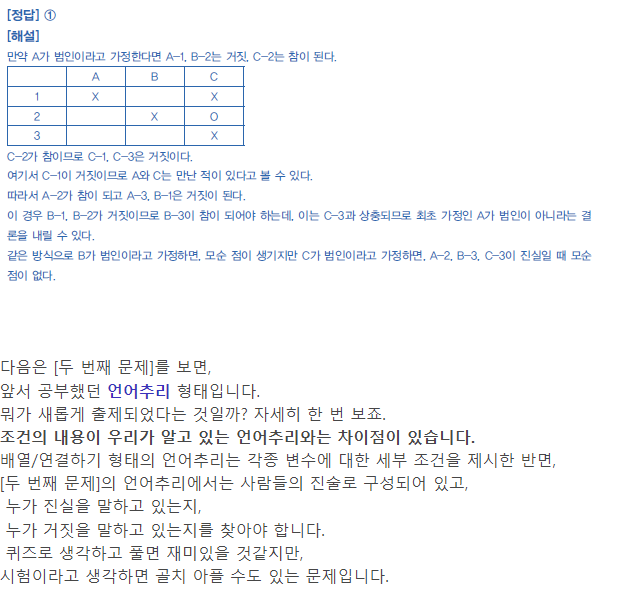 [정답] ①
[해설]
만약 A가 범인이라고 가정한다면 A-1, B-2는 거짓, C-2는 참이 된다.
A B C
1 X X
2 X O
3 X
C-2가 참이므로 C-1, C-3은 거짓이다.
여기서 C-1이 거짓이므로 A와 C는 만난 적이 있다고 볼 수 있다.
따라서 A-2가 참이 되고 A-3, B-1은 거짓이 된다.
이 경우 B-1, B-2가 거짓이므로 B-3이 참이 되어야 하는데, 이는 C-3과 상충되므로 최초 가정인 A가 범인이 아니라는 결
론을 내릴 수 있다.
같은 방식으로 B가 범인이라고 가정하면, 모순 점이 생기지만 C가 범인이라고 가정하면, A-2, B-3, C-3이 진실일 때 모순
점이 없다.
다음은 [두 번째 문제]를 보면,
앞서 공부했던 언어추리 형태입니다.
뭐가 새롭게 출제되었다는 것일까? 자세히 한 번 보죠.
조건의 내용이 우리가 알고 있는 언어추리와는 차이점이 있습니다.
배열/연결하기 형태의 언어추리는 각종 변수에 대한 세부 조건을 제시한 반면,
[두 번째 문제]의 언어추리에서는 사람들의 진술로 구성되어 있고,
누가 진실을 말하고 있는지,
누가 거짓을 말하고 있는지를 찾아야 합니다.
퀴즈로 생각하고 풀면 재미있을 것같지만,
시험이라고 생각하면 골치 아플 수도 있는 문제입니다.